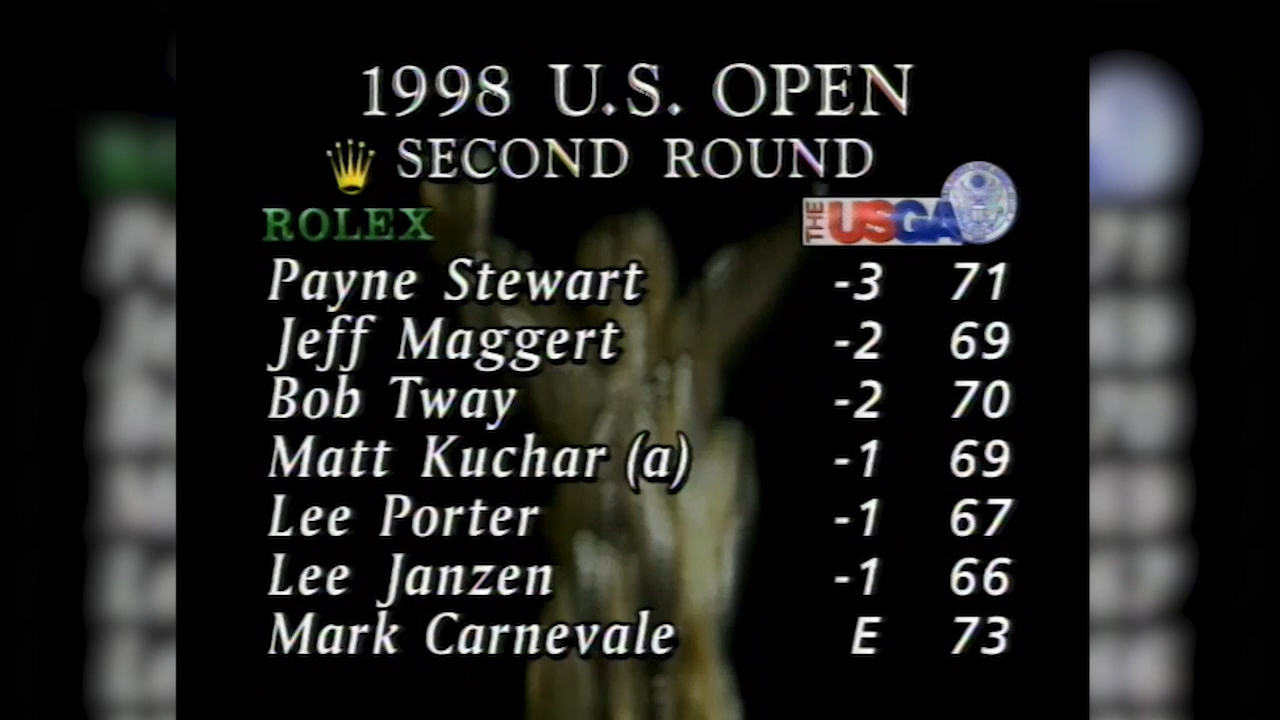 1998 U.S. OPEN
SECOND ROUND
ROLEX
THE USGA
Payne Stewart -3 71
Jeff Maggert -2 69
Bob Tway -2 70
Matt Kuchar (a) -1 69
Lee Porter -1 67
Lee Janzen -1 66
Mark Carnevale E 73